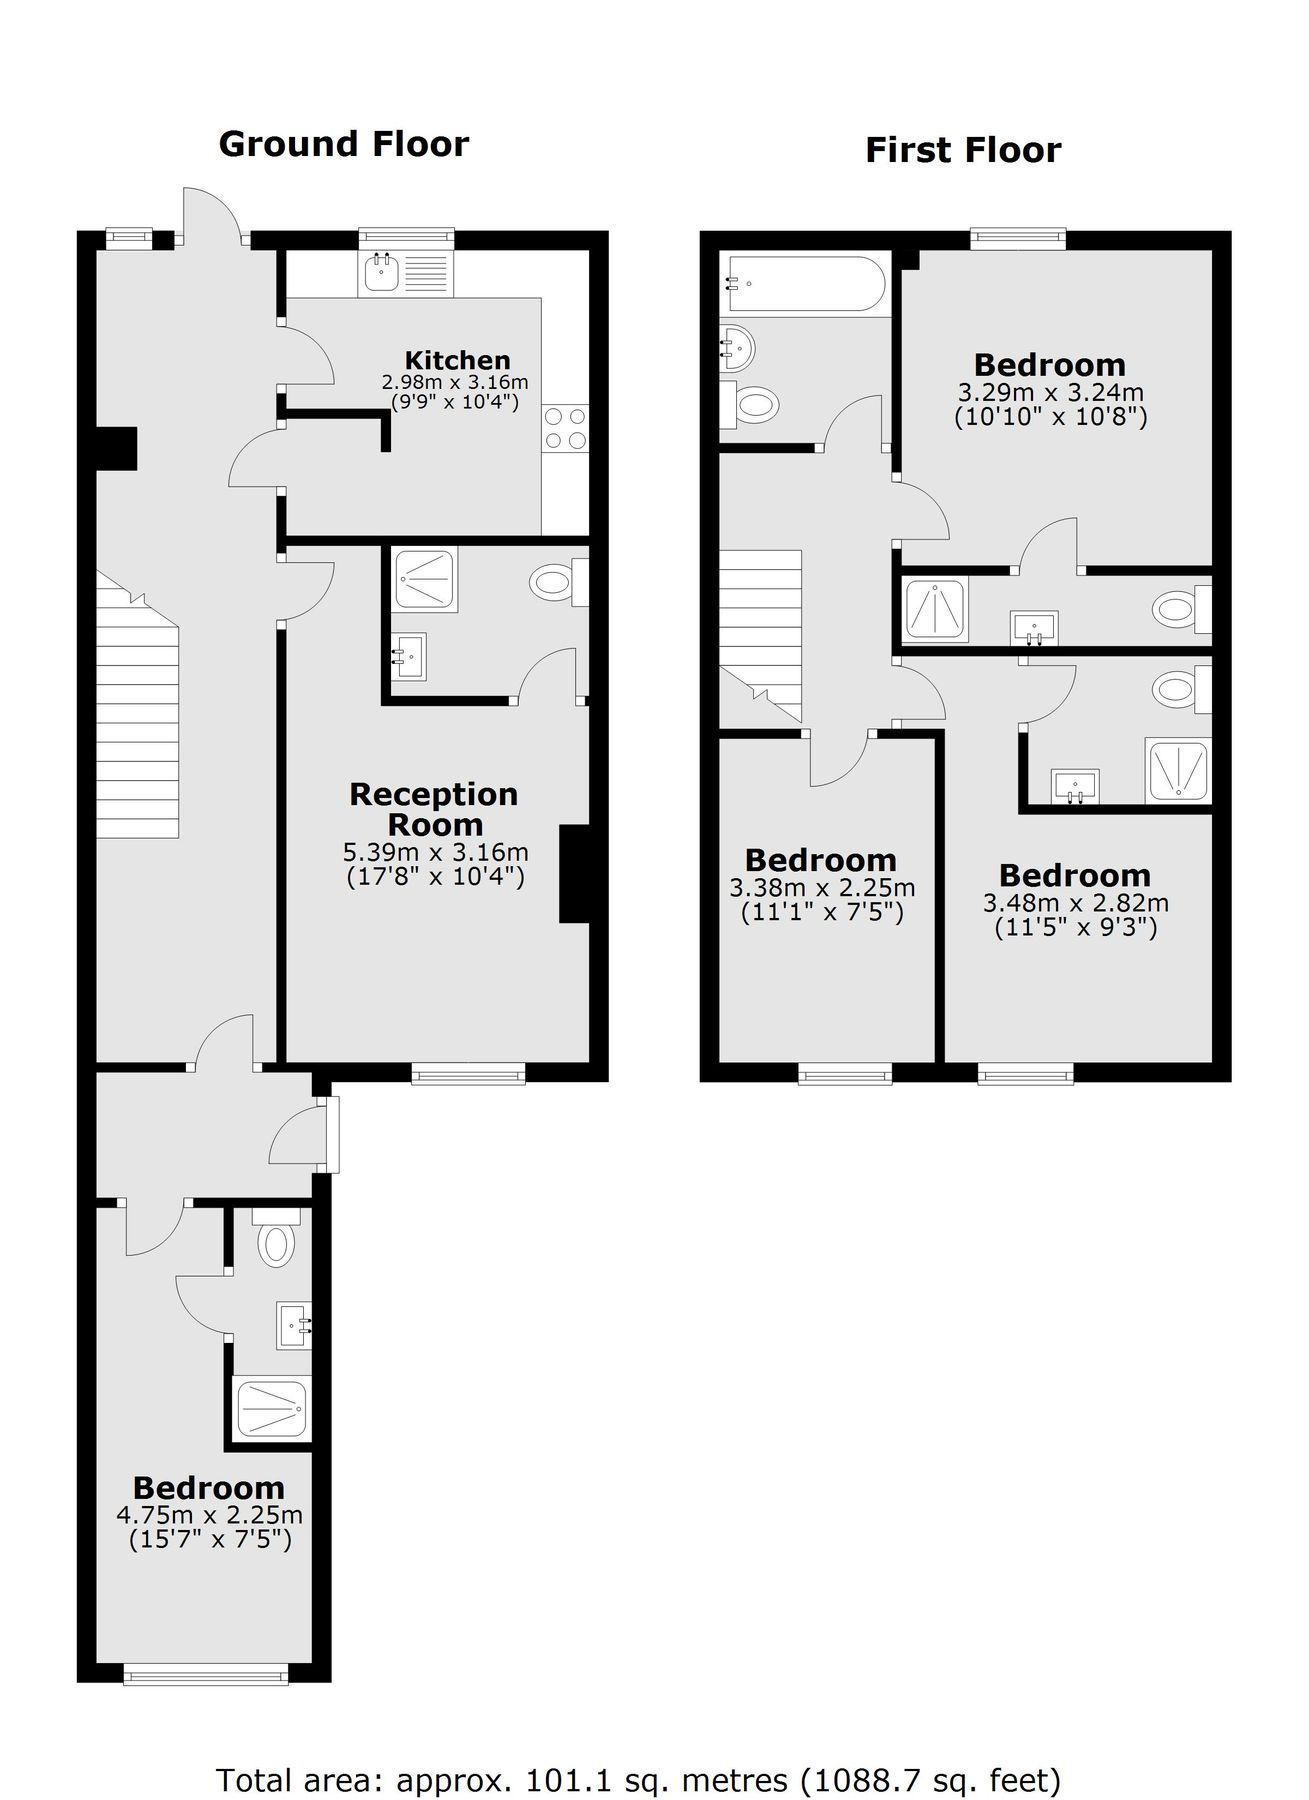 Ground Floor
First Floor
Kitchen
2.98m x 3.16m
(9'9" x 10'4")
Bedroom
3.29m x 3.24m
(10'10" x 10'8")
Reception
Room
5.39m x 3.16m
(17'8" x 10'4")
Bedroom
3.38m x 2.25m
(11'1" x 7'5")
Bedroom
3.48m x 2.82m
(11'5" x 9'3")
Bedroom
4.75m x 2.25m
(15'7" x 7'5")
Total area: approx. 101.1 sq. metres (1088.7 sq. feet)